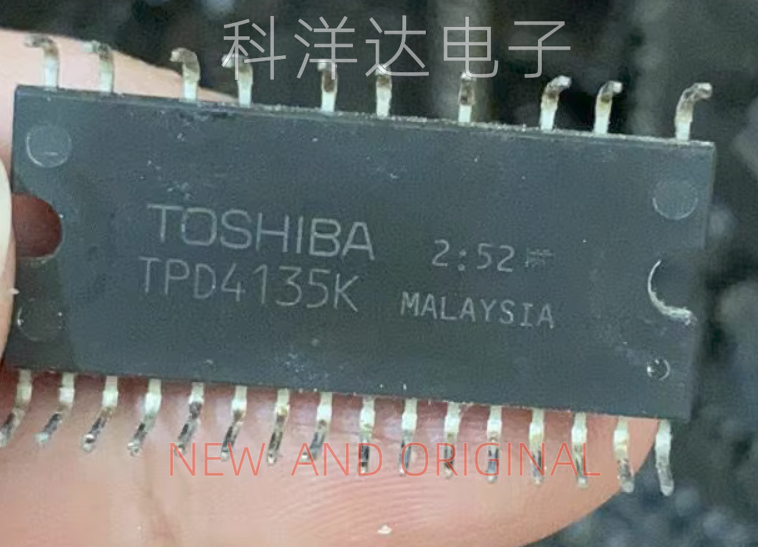 科洋达电子
TOSHIBA 2:52
TPD4135K MALAYSIA
NEW AND ORIGINAL